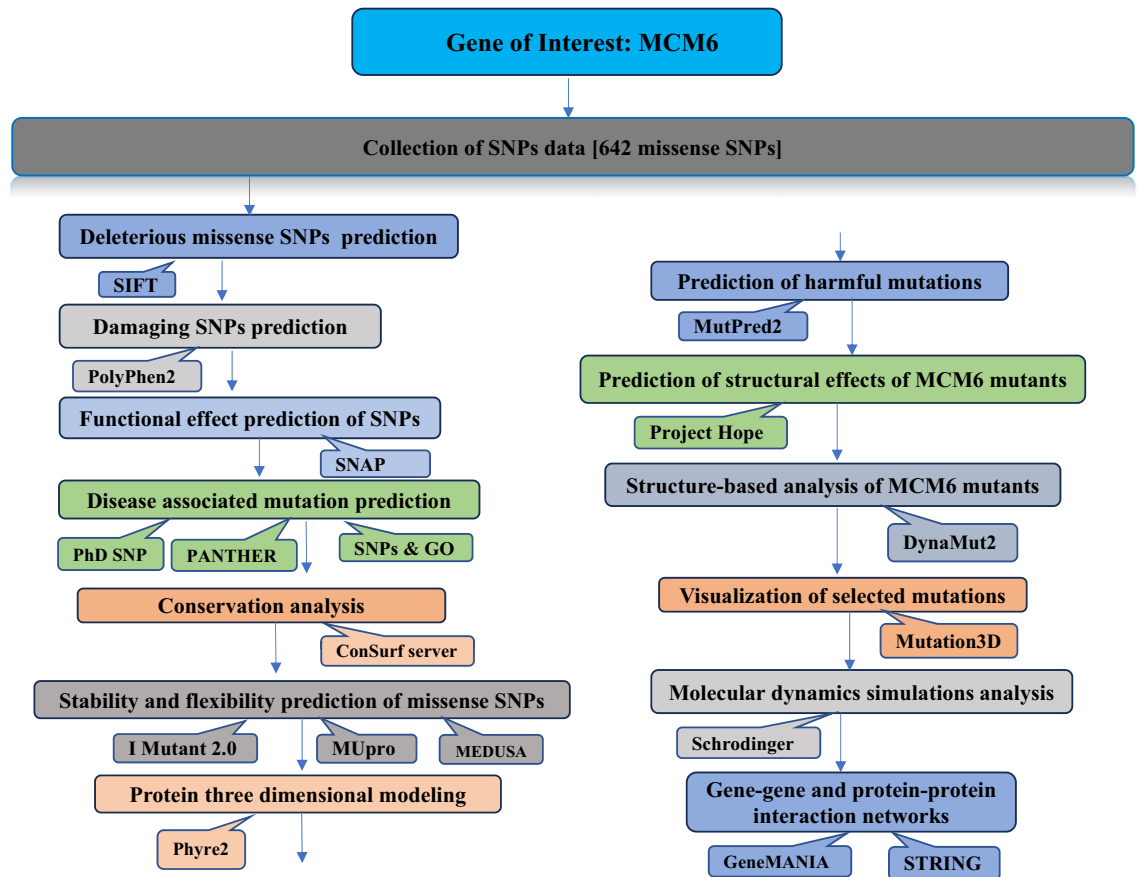 Gene of Interest: MCM6
Collection of SNPs data [642 missense SNPs]
Deleterious missense SNPs prediction
SIFT
Damaging SNPs prediction
PolyPhen2
Functional effect prediction of SNPs
SNAP
Disease associated mutation prediction
PhD SNP
PANTHER
SNPs & GO
Conservation analysis
ConSurf server
Stability and flexibility prediction of missense SNPs
I Mutant 2.0
MUpro
MEDUSA
Protein three dimensional modeling
Phyre2
Prediction of harmful mutations
MutPred2
Prediction of structural effects of MCM6 mutants
Project Hope
Structure-based analysis of MCM6 mutants
DynaMut2
Visualization of selected mutations
Mutation3D
Molecular dynamics simulations analysis
Schrodinger
Gene-gene and protein-protein
interaction networks
GeneMANIA
STRING